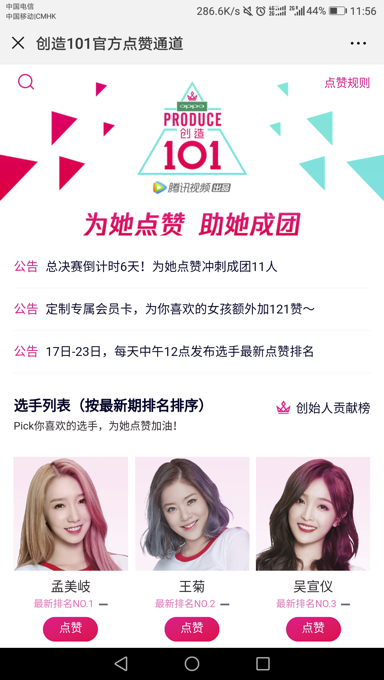 中国电信
中国移动|CMHK
286.6K/s 44% 11:56
创造101官方点赞通道
点赞规则
oppo
PRODUCE
创造
101
腾讯视频 出品
为她点赞 助她成团
公告 总决赛倒计时6天！为她点赞冲刺成团11人
公告 定制专属会员卡，为你喜欢的女孩额外加121赞～
公告 17日-23日，每天中午12点发布选手最新点赞排名
选手列表（按最新期排名排序） 创始人贡献榜
Pick你喜欢的选手，为她点赞加油！
孟美岐 王菊 吴宣仪
最新排名NO.1 最新排名NO.2 最新排名NO.3
点赞 点赞 点赞